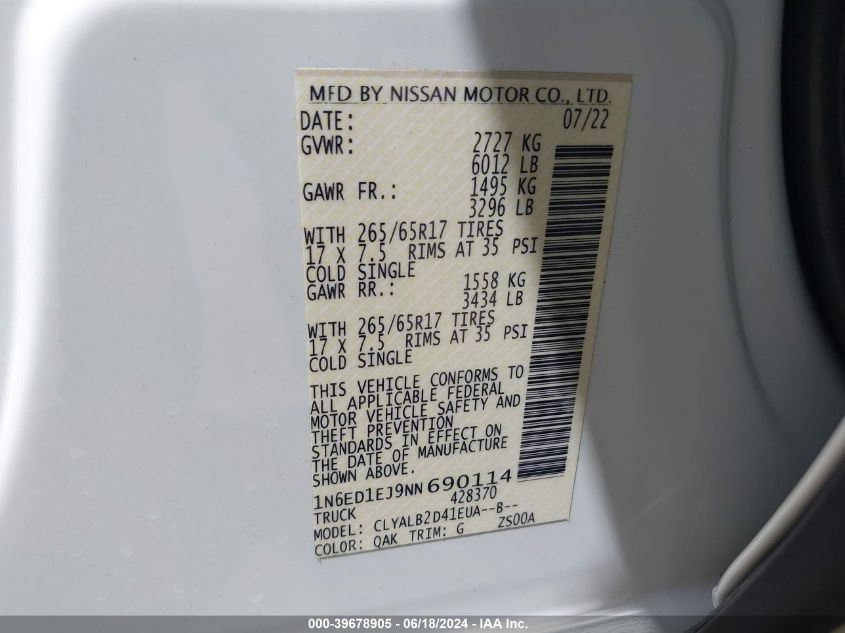 MFD BY NISSAN MOTOR CO., LTD.
DATE: 07/22
GVWR: 2727 KG
6012 LB
GAWR FR.: 1495 KG
3296 LB
WITH 265/65R17 TIRES
17 X 7.5 RIMS AT 35 PSI
COLD SINGLE
GAWR RR.: 1558 KG
3434 LB
WITH 265/65R17 TIRES
17 X 7.5 RIMS AT 35 PSI
COLD SINGLE
THIS VEHICLE CONFORMS TO
ALL APPLICABLE FEDERAL
MOTOR VEHICLE SAFETY AND
THEFT PREVENTION
STANDARDS IN EFFECT ON
THE DATE OF MANUFACTURE
SHOWN ABOVE.
1N6ED1EJ9NN690114
TRUCK 428370
MODEL: CLYALB2D41EUA--B--
COLOR: QAK TRIM: G ZS00A
000-39678905 - 06/18/2024 - IAA Inc.